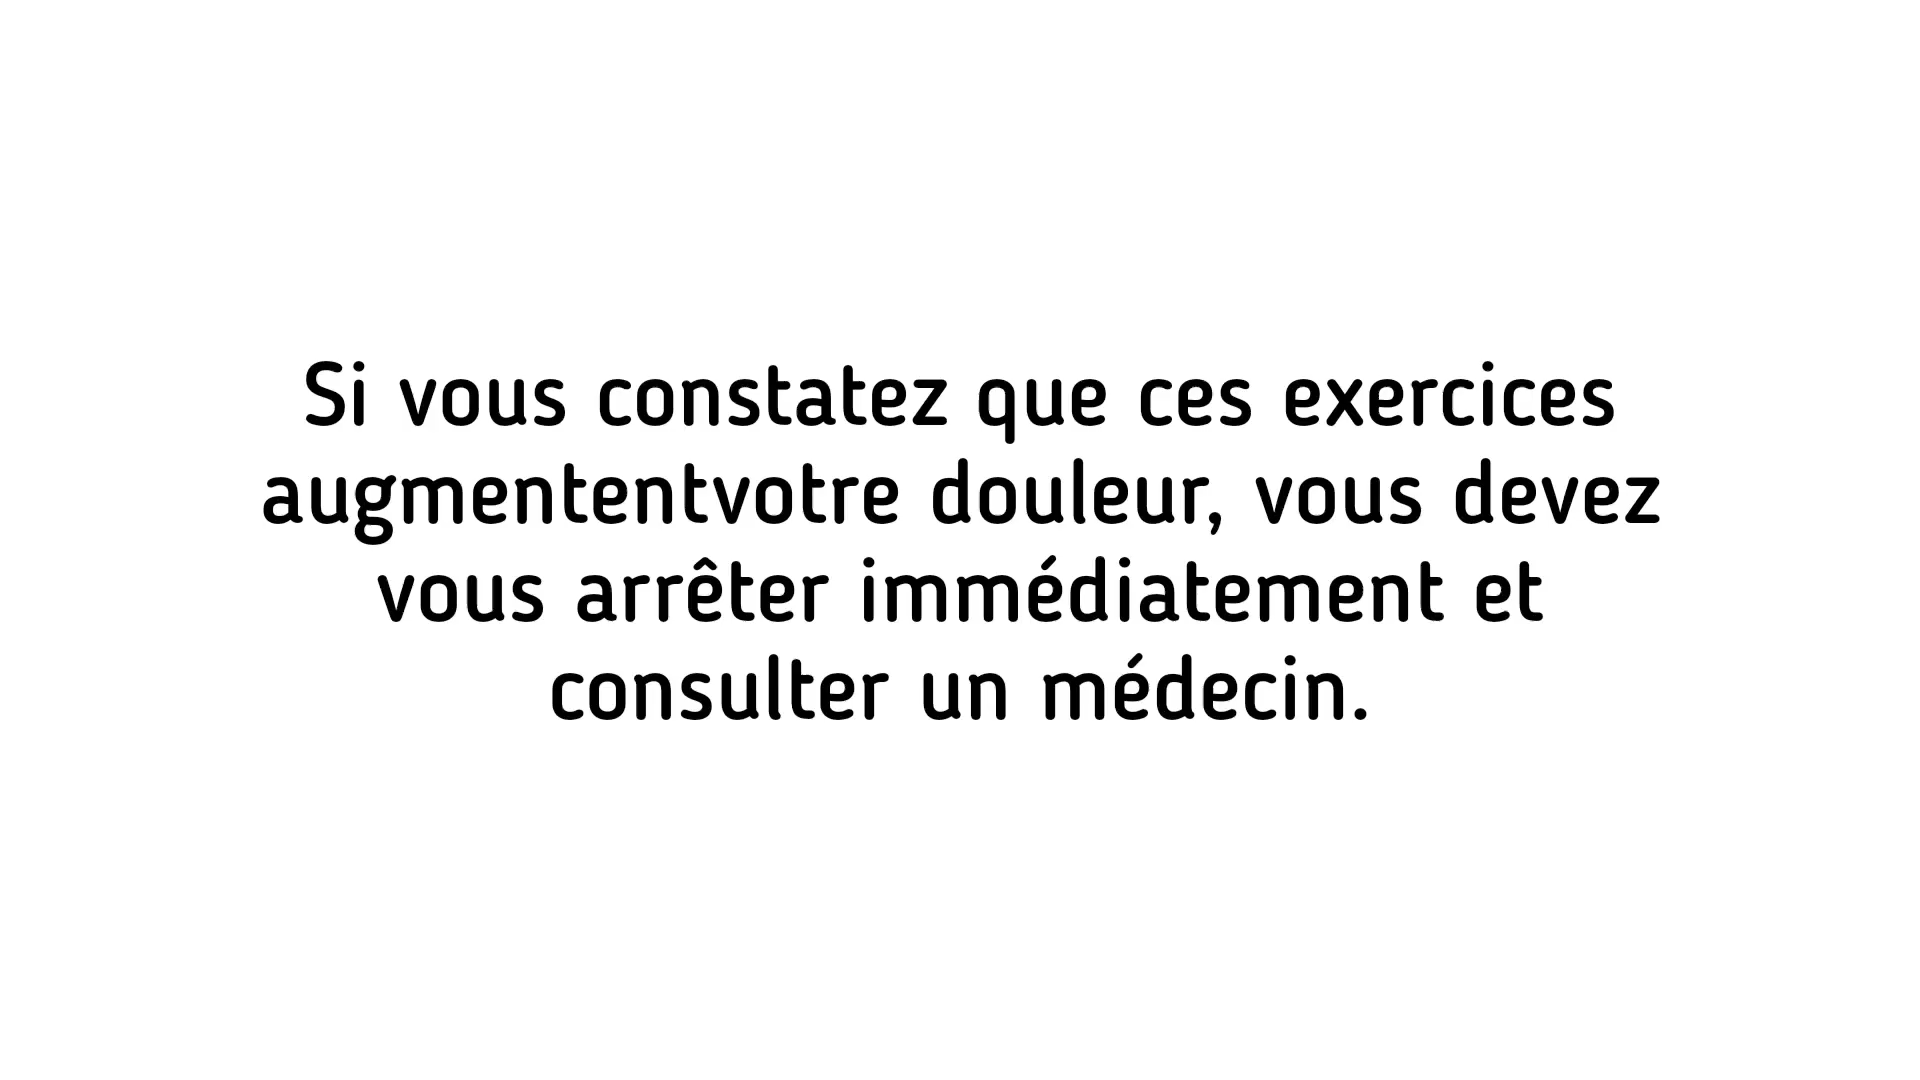 Si vous constatez que ces exercices
augmententvotre douleur, vous devez
vous arrêter immédiatement et
consulter un médecin.